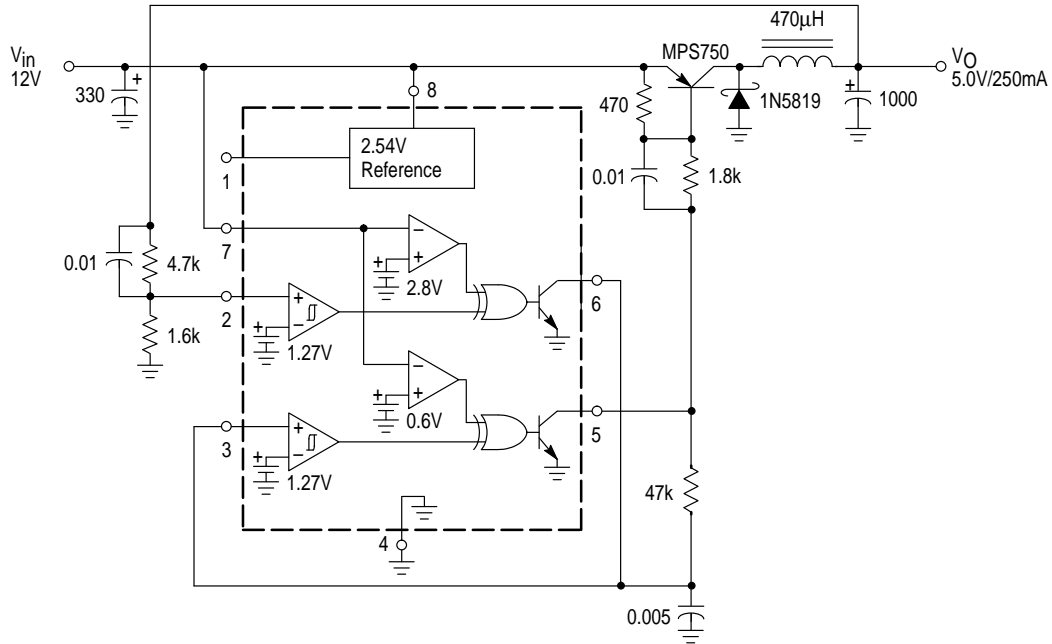 470μH
MPS750
Vin
12V
VO
5.0V/250mA
+
330
8
470
1N5819
+
1000
2.54V
Reference
1
0.01
1.8k
7
−
+
+
2.8V
0.01
4.7k
6
2
+
−
+
1.27V
1.6k
−
+
+
0.6V
5
3
+
−
+
1.27V
47k
4
0.005